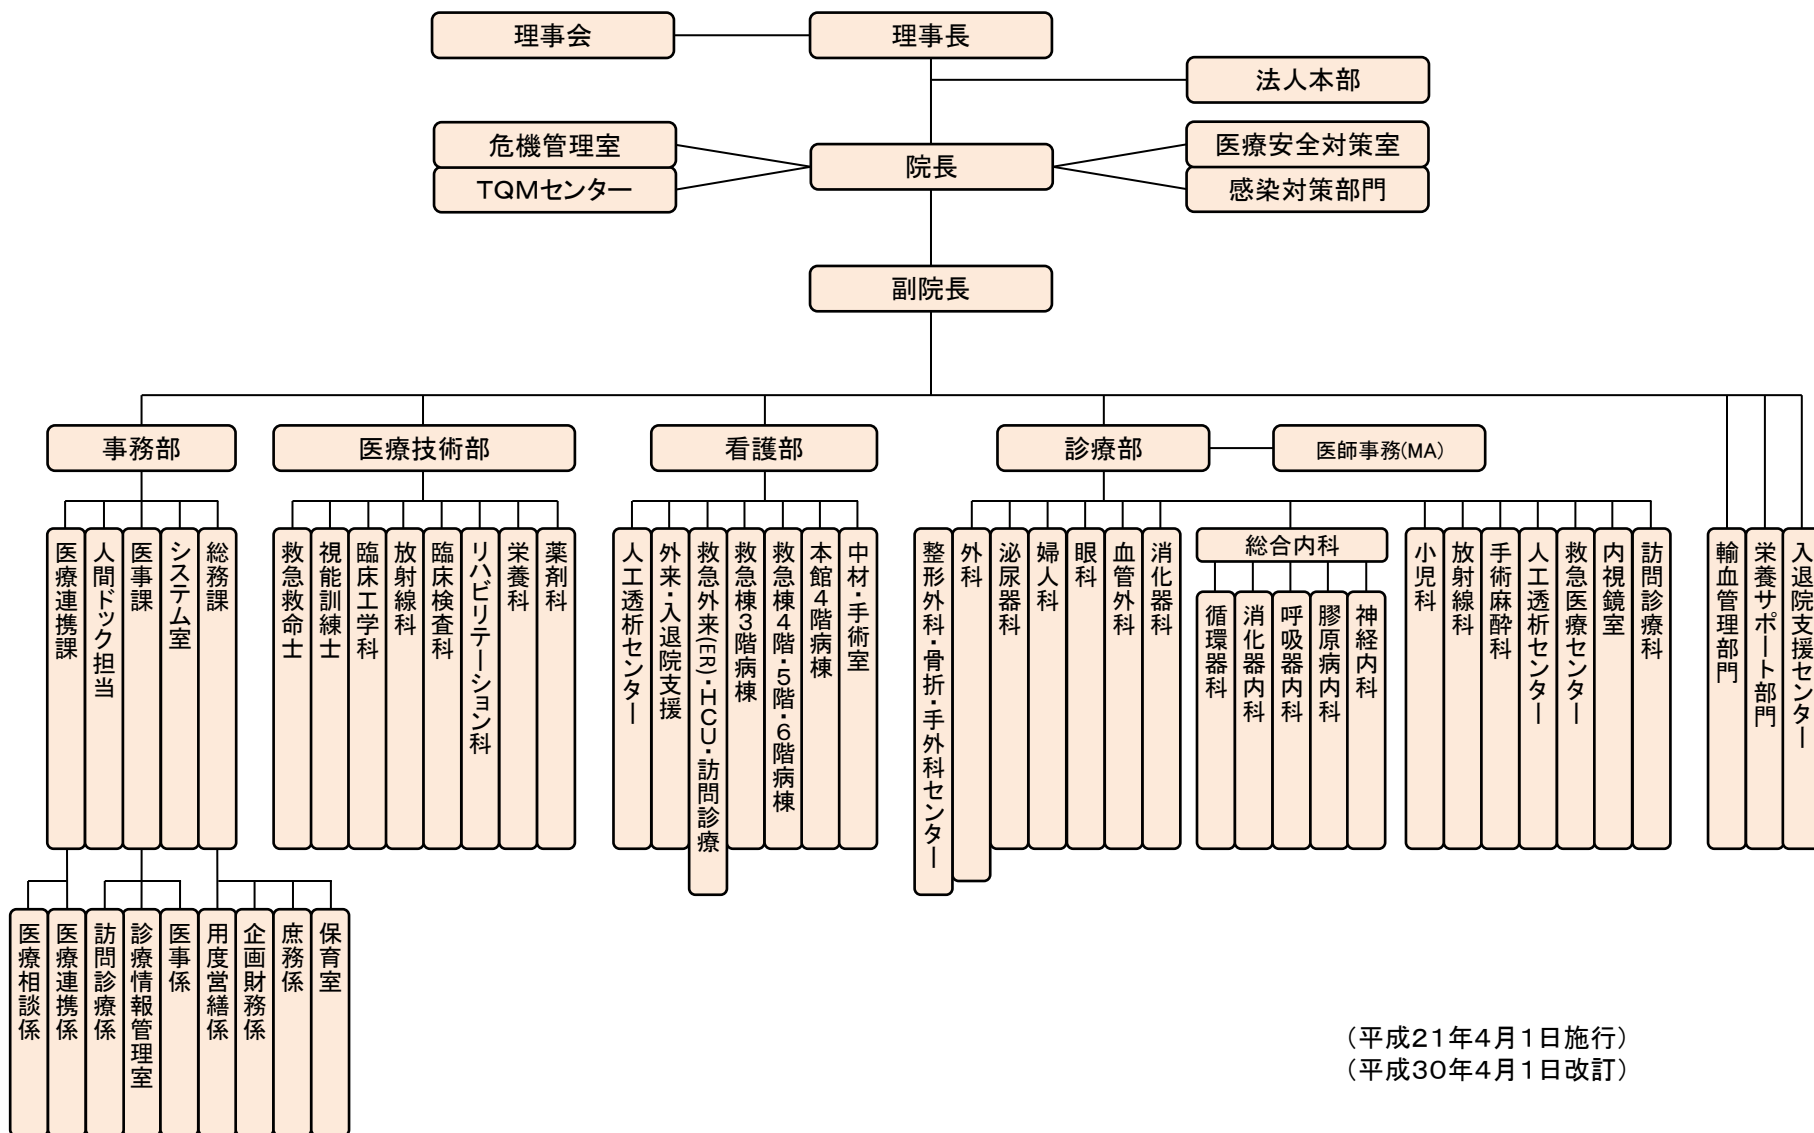 理事会
理事長
法人本部
危機管理室
TQMセンター
院長
医療安全対策室
感染対策部門
副院長
事務部
医療技術部
看護部
診療部
医師事務(MA)
医療連携課
人間ドック担当
医事課
システム室
総務課
救急救命士
視能訓練士
臨床工学科
放射線科
臨床検査科
リハビリテーション科
栄養科
薬剤科
人工透析センター
外来・入退院支援
救急外来(ER)・HCU・訪問診療
救急棟3階病棟
救急棟4階・5階・6階病棟
本館4階病棟
中材・手術室
整形外科・骨折・手外科センター
外科
泌尿器科
婦人科
眼科
血管外科
消化器科
総合内科
循環器科
消化器内科
呼吸器内科
膠原病内科
神経内科
小児科
放射線科
手術麻酔科
人工透析センター
救急医療センター
内視鏡室
訪問診療科
輸血管理部門
栄養サポート部門
入退院支援センター
医療相談係
医療連携係
訪問診療係
診療情報管理室
医事係
用度営繕係
企画財務係
庶務係
保育室
（平成21年4月1日施行）
（平成30年4月1日改訂）